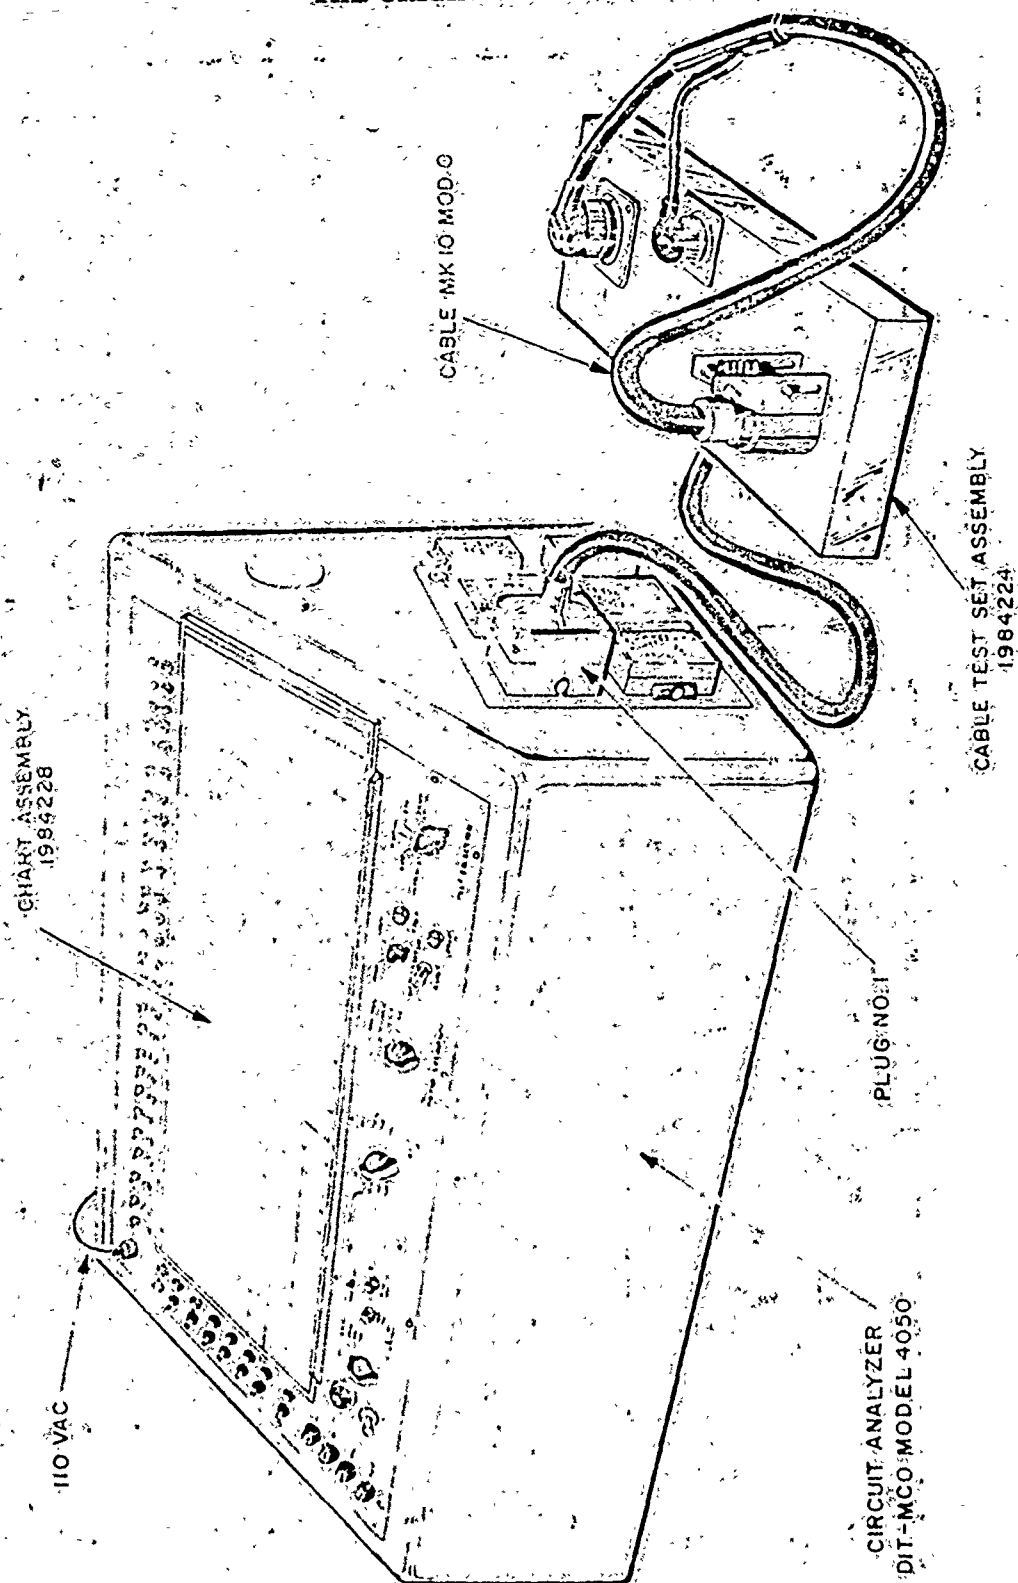 110 VAC
CHART ASSEMBLY
1984228
CABLE MK 10 MOD 0
CIRCUIT ANALYZER
DIT-MCO MODEL 4050
PLUG NO. 1
CABLE TEST SET ASSEMBLY
1984224